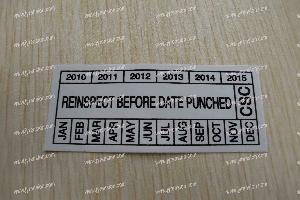 2010 2011 2012 2013 2014 2015
REINSPECT BEFORE DATE PUNCHED
CSC
JAN FEB MAR APR MAY JUN JUL AUG SEP OCT NOV DEC